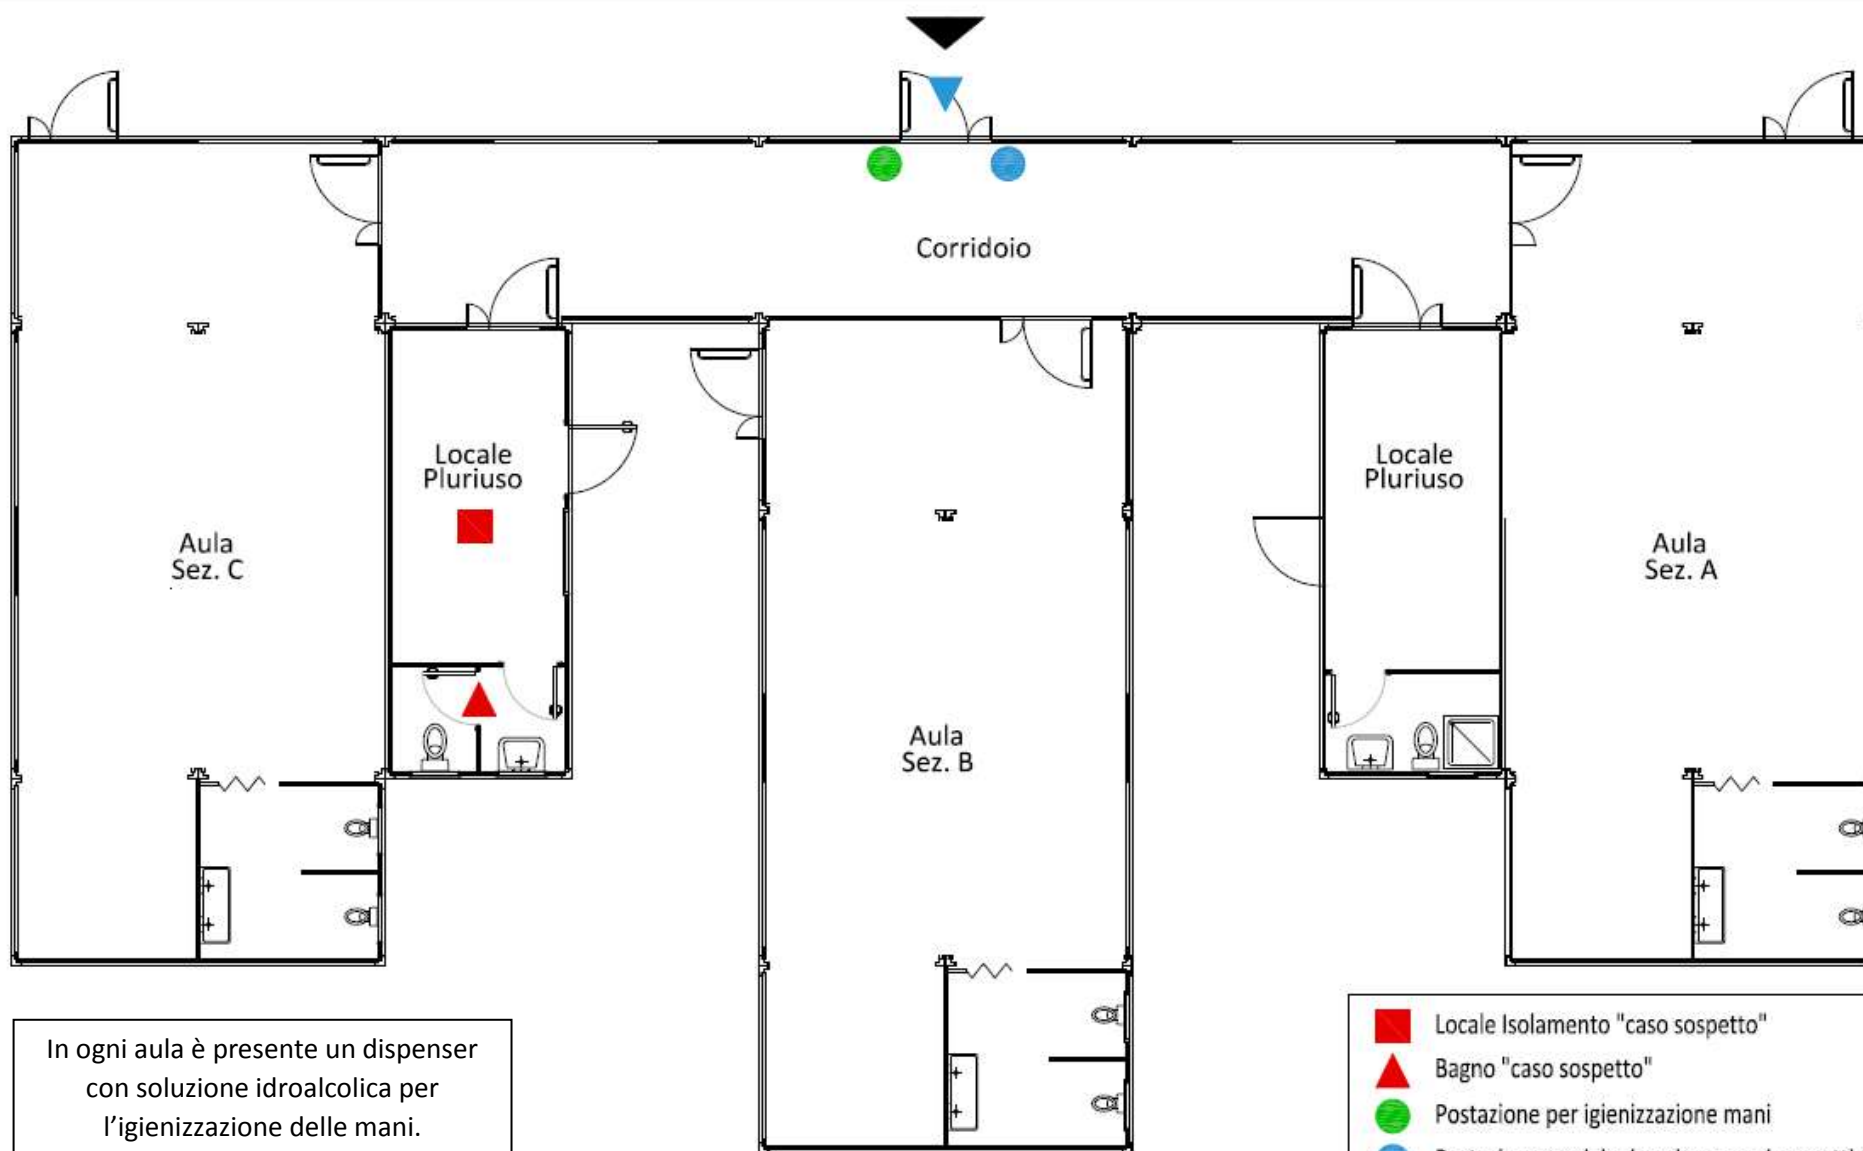 Corridoio
Locale
Pluriuso
Locale
Pluriuso
Aula
Sez. C
Aula
Sez. A
Aula
Sez. B
In ogni aula è presente un dispenser
con soluzione idroalcolica per
l’igienizzazione delle mani.
Locale Isolamento "caso sospetto"
Bagno "caso sospetto"
Postazione per igienizzazione mani